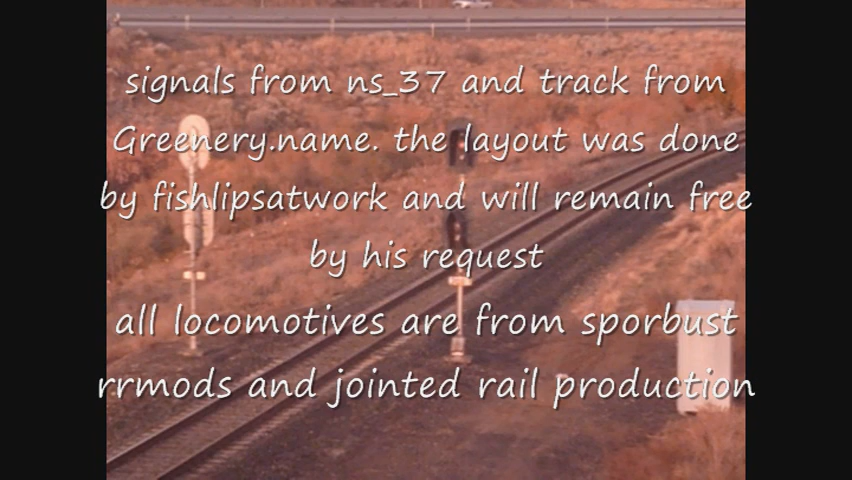 signals from ns_37 and track from
Greenery.name. the layout was done
by fishlipsatwork and will remain free
by his request
all locomotives are from sporbust
rrmods and jointed rail production